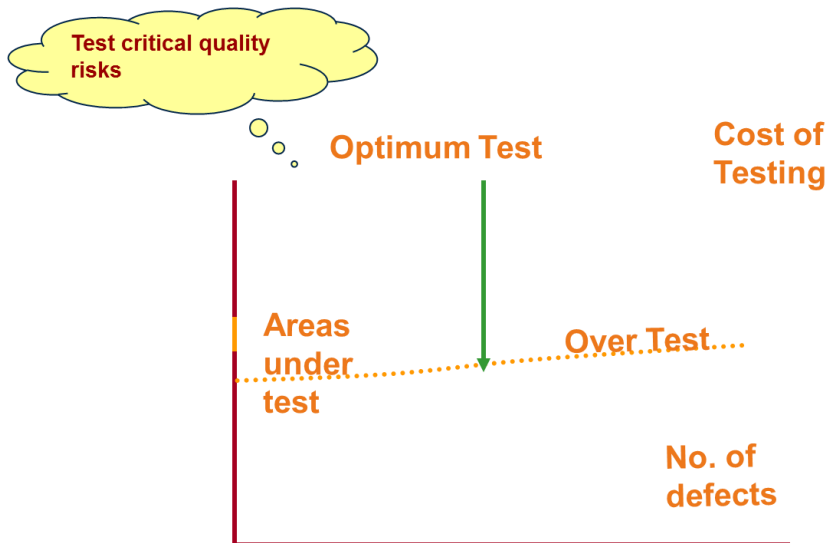 Test critical quality
risks
Optimum Test
Cost of
Testing
Areas
under
test
Over Test
No. of
defects